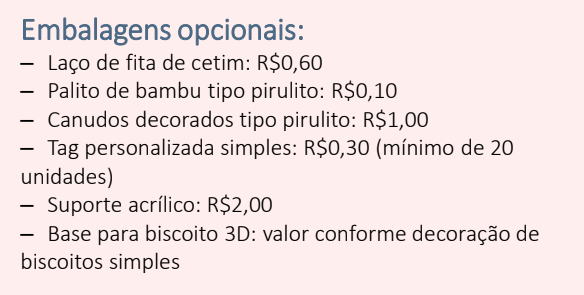 Embalagens opcionais:
– Laço de fita de cetim: R$0,60
– Palito de bambu tipo pirulito: R$0,10
– Canudos decorados tipo pirulito: R$1,00
– Tag personalizada simples: R$0,30 (mínimo de 20
unidades)
– Suporte acrílico: R$2,00
– Base para biscoito 3D: valor conforme decoração de
biscoitos simples